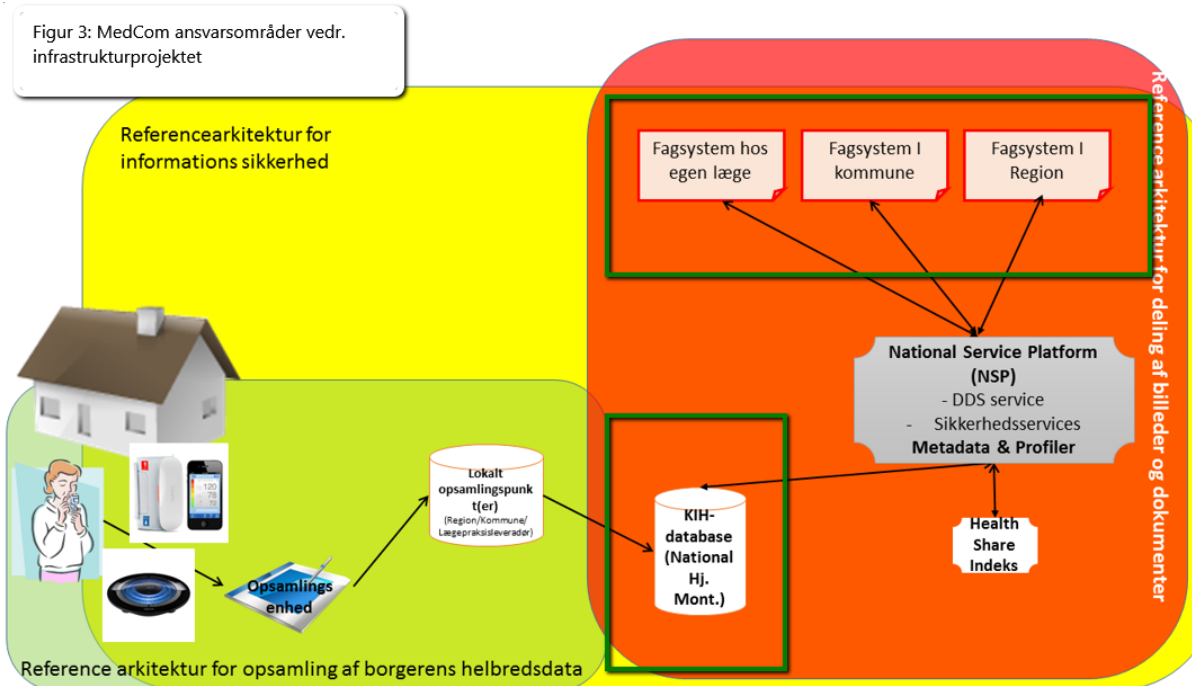 Figur 3: MedCom ansvarsområder vedr.
infrastrukturprojektet
Referencearkitektur for
informations sikkerhed
Fagsystem hos
egen læge
Fagsystem I
kommune
Fagsystem I
Region
Reference arkitektur for deling af billeder og dokumenter
National Service Platform
(NSP)
- DDS service
- Sikkerhedsservices
Metadata & Profiler
Lokalt
opsamlingspunk
t(er)
(Region/Kommune/
Lægepraksisleverandør)
KIH-
database
(National
Hj.
Mont.)
Health
Share
Indeks
120
78
72
Opsamlings
enhed
Reference arkitektur for opsamling af borgerens helbredsdata